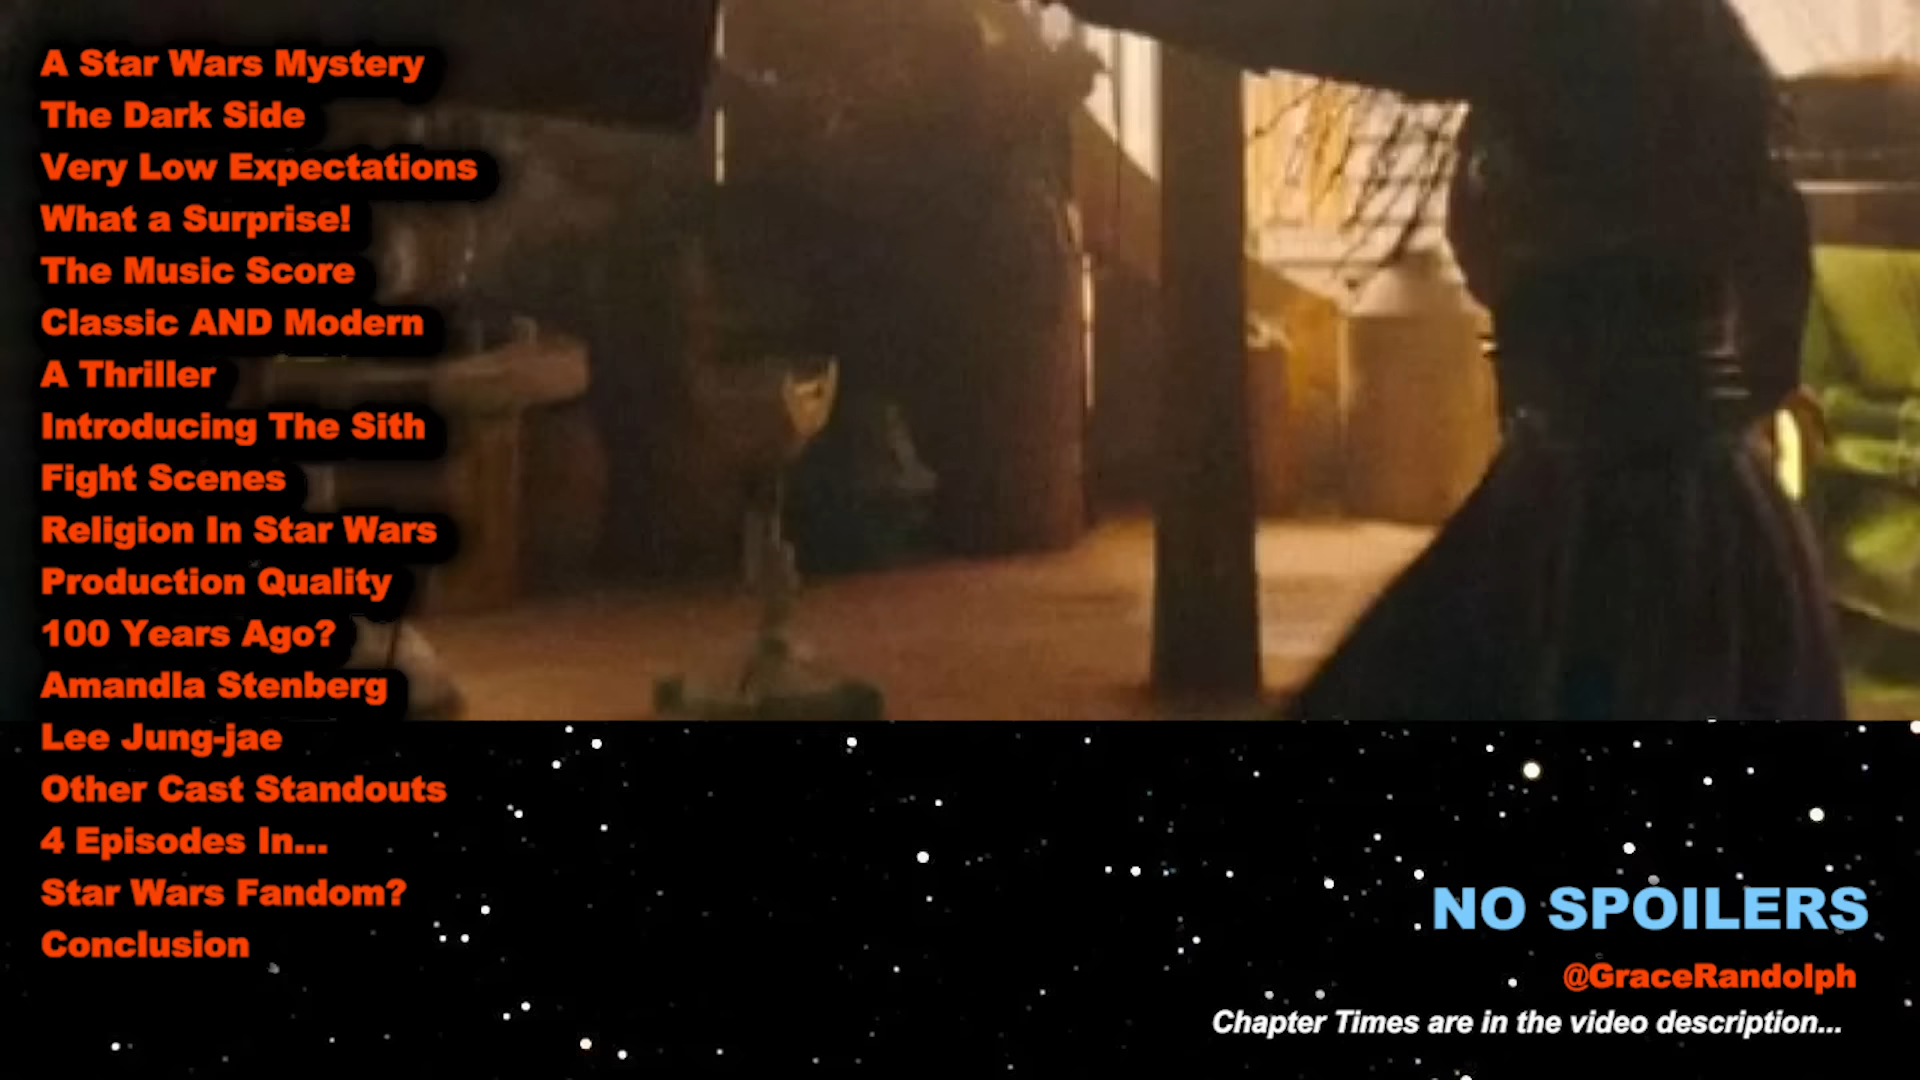 A Star Wars Mystery
The Dark Side
Very Low Expectations
What a Surprise!
The Music Score
Classic AND Modern
A Thriller
Introducing The Sith
Fight Scenes
Religion In Star Wars
Production Quality
100 Years Ago?
Amandla Stenberg
Lee Jung-jae
Other Cast Standouts
4 Episodes In...
Star Wars Fandom?
Conclusion
NO SPOILERS
@GraceRandolph
Chapter Times are in the video description...